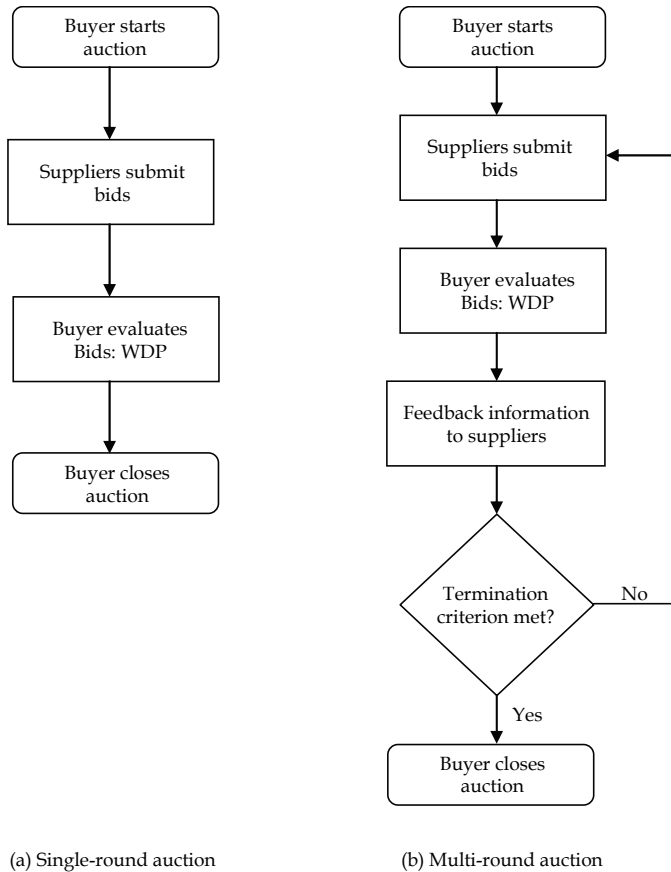 Buyer starts
auction
Suppliers submit
bids
Buyer evaluates
Bids: WDP
Buyer closes
auction
(a) Single-round auction
Buyer starts
auction
Suppliers submit
bids
Buyer evaluates
Bids: WDP
Feedback information
to suppliers
Termination
criterion met?
No
Yes
Buyer closes
auction
(b) Multi-round auction